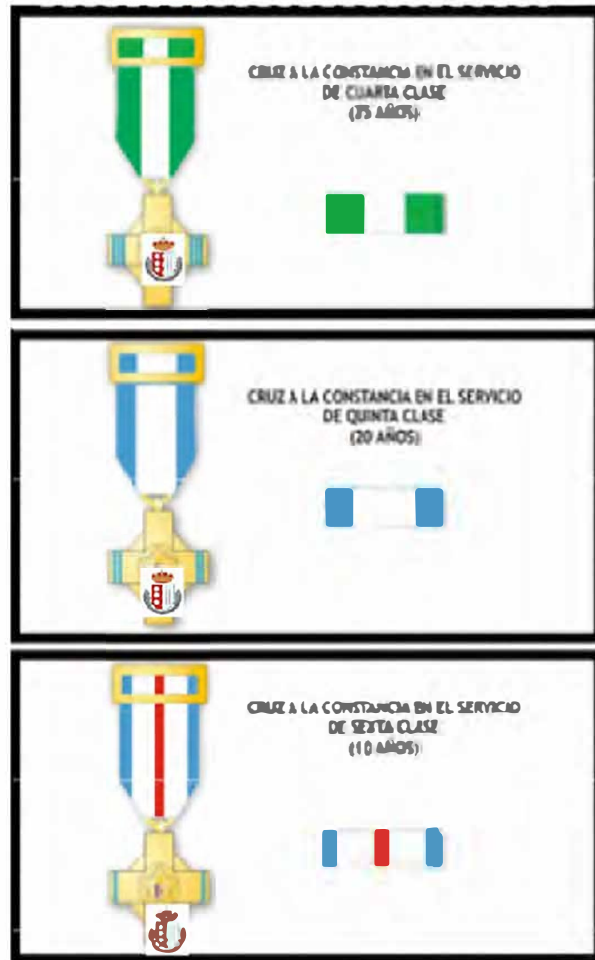 CRUZ A LA CONSTANCIA EN EL SERVICIO
DE CUARTA CLASE
AÑOS)
CRUZ A LA CONSTANCIA EN EL SERVICIO
DE QUINTA CLASE
(20 AÑOS)
CRUZ A LA CONSTANCIA EN EL SERVICIO
DE SEXTA CLASE
(10 AÑOS)